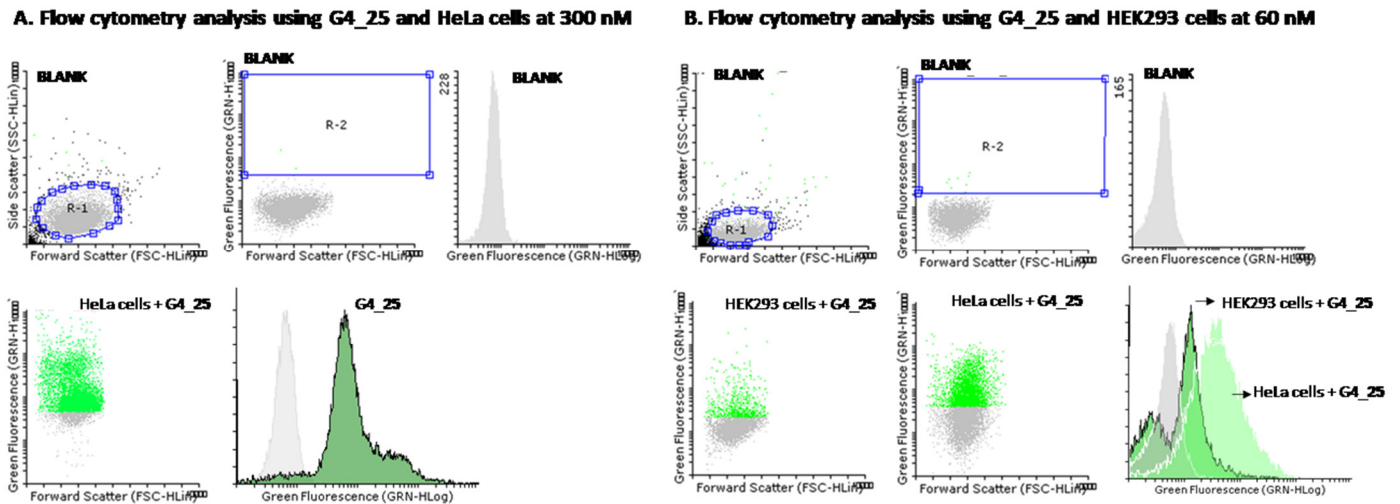 A. Flow cytometry analysis using G4_25 and HeLa cells at 300 nM
B. Flow cytometry analysis using G4_25 and HEK293 cells at 60 nM
BLANK
Side Scatter (SSC-HLin)
R-1
Forward Scatter (FSC-HLin)
BLANK
Green Fluorescence (GRN-H
R-2
Forward Scatter (FSC-HLin)
BLANK
228
Green Fluorescence (GRN-HLog)
BLANK
Side Scatter (SSC-HLin)
R-1
Forward Scatter (FSC-HLin)
BLANK
Green Fluorescence (GRN-H
R-2
Forward Scatter (FSC-HLin)
BLANK
165
Green Fluorescence (GRN-HLog)
HeLa cells + G4_25
Green Fluorescence (GRN-H
Forward Scatter (FSC-HLin)
G4_25
Green Fluorescence (GRN-HLog)
HEK293 cells + G4_25
Green Fluorescence (GRN-H
Forward Scatter (FSC-HLin)
HeLa cells + G4_25
Green Fluorescence (GRN-H
Forward Scatter (FSC-HLin)
HEK293 cells + G4_25
HeLa cells + G4_25
Green Fluorescence (GRN-HLog)